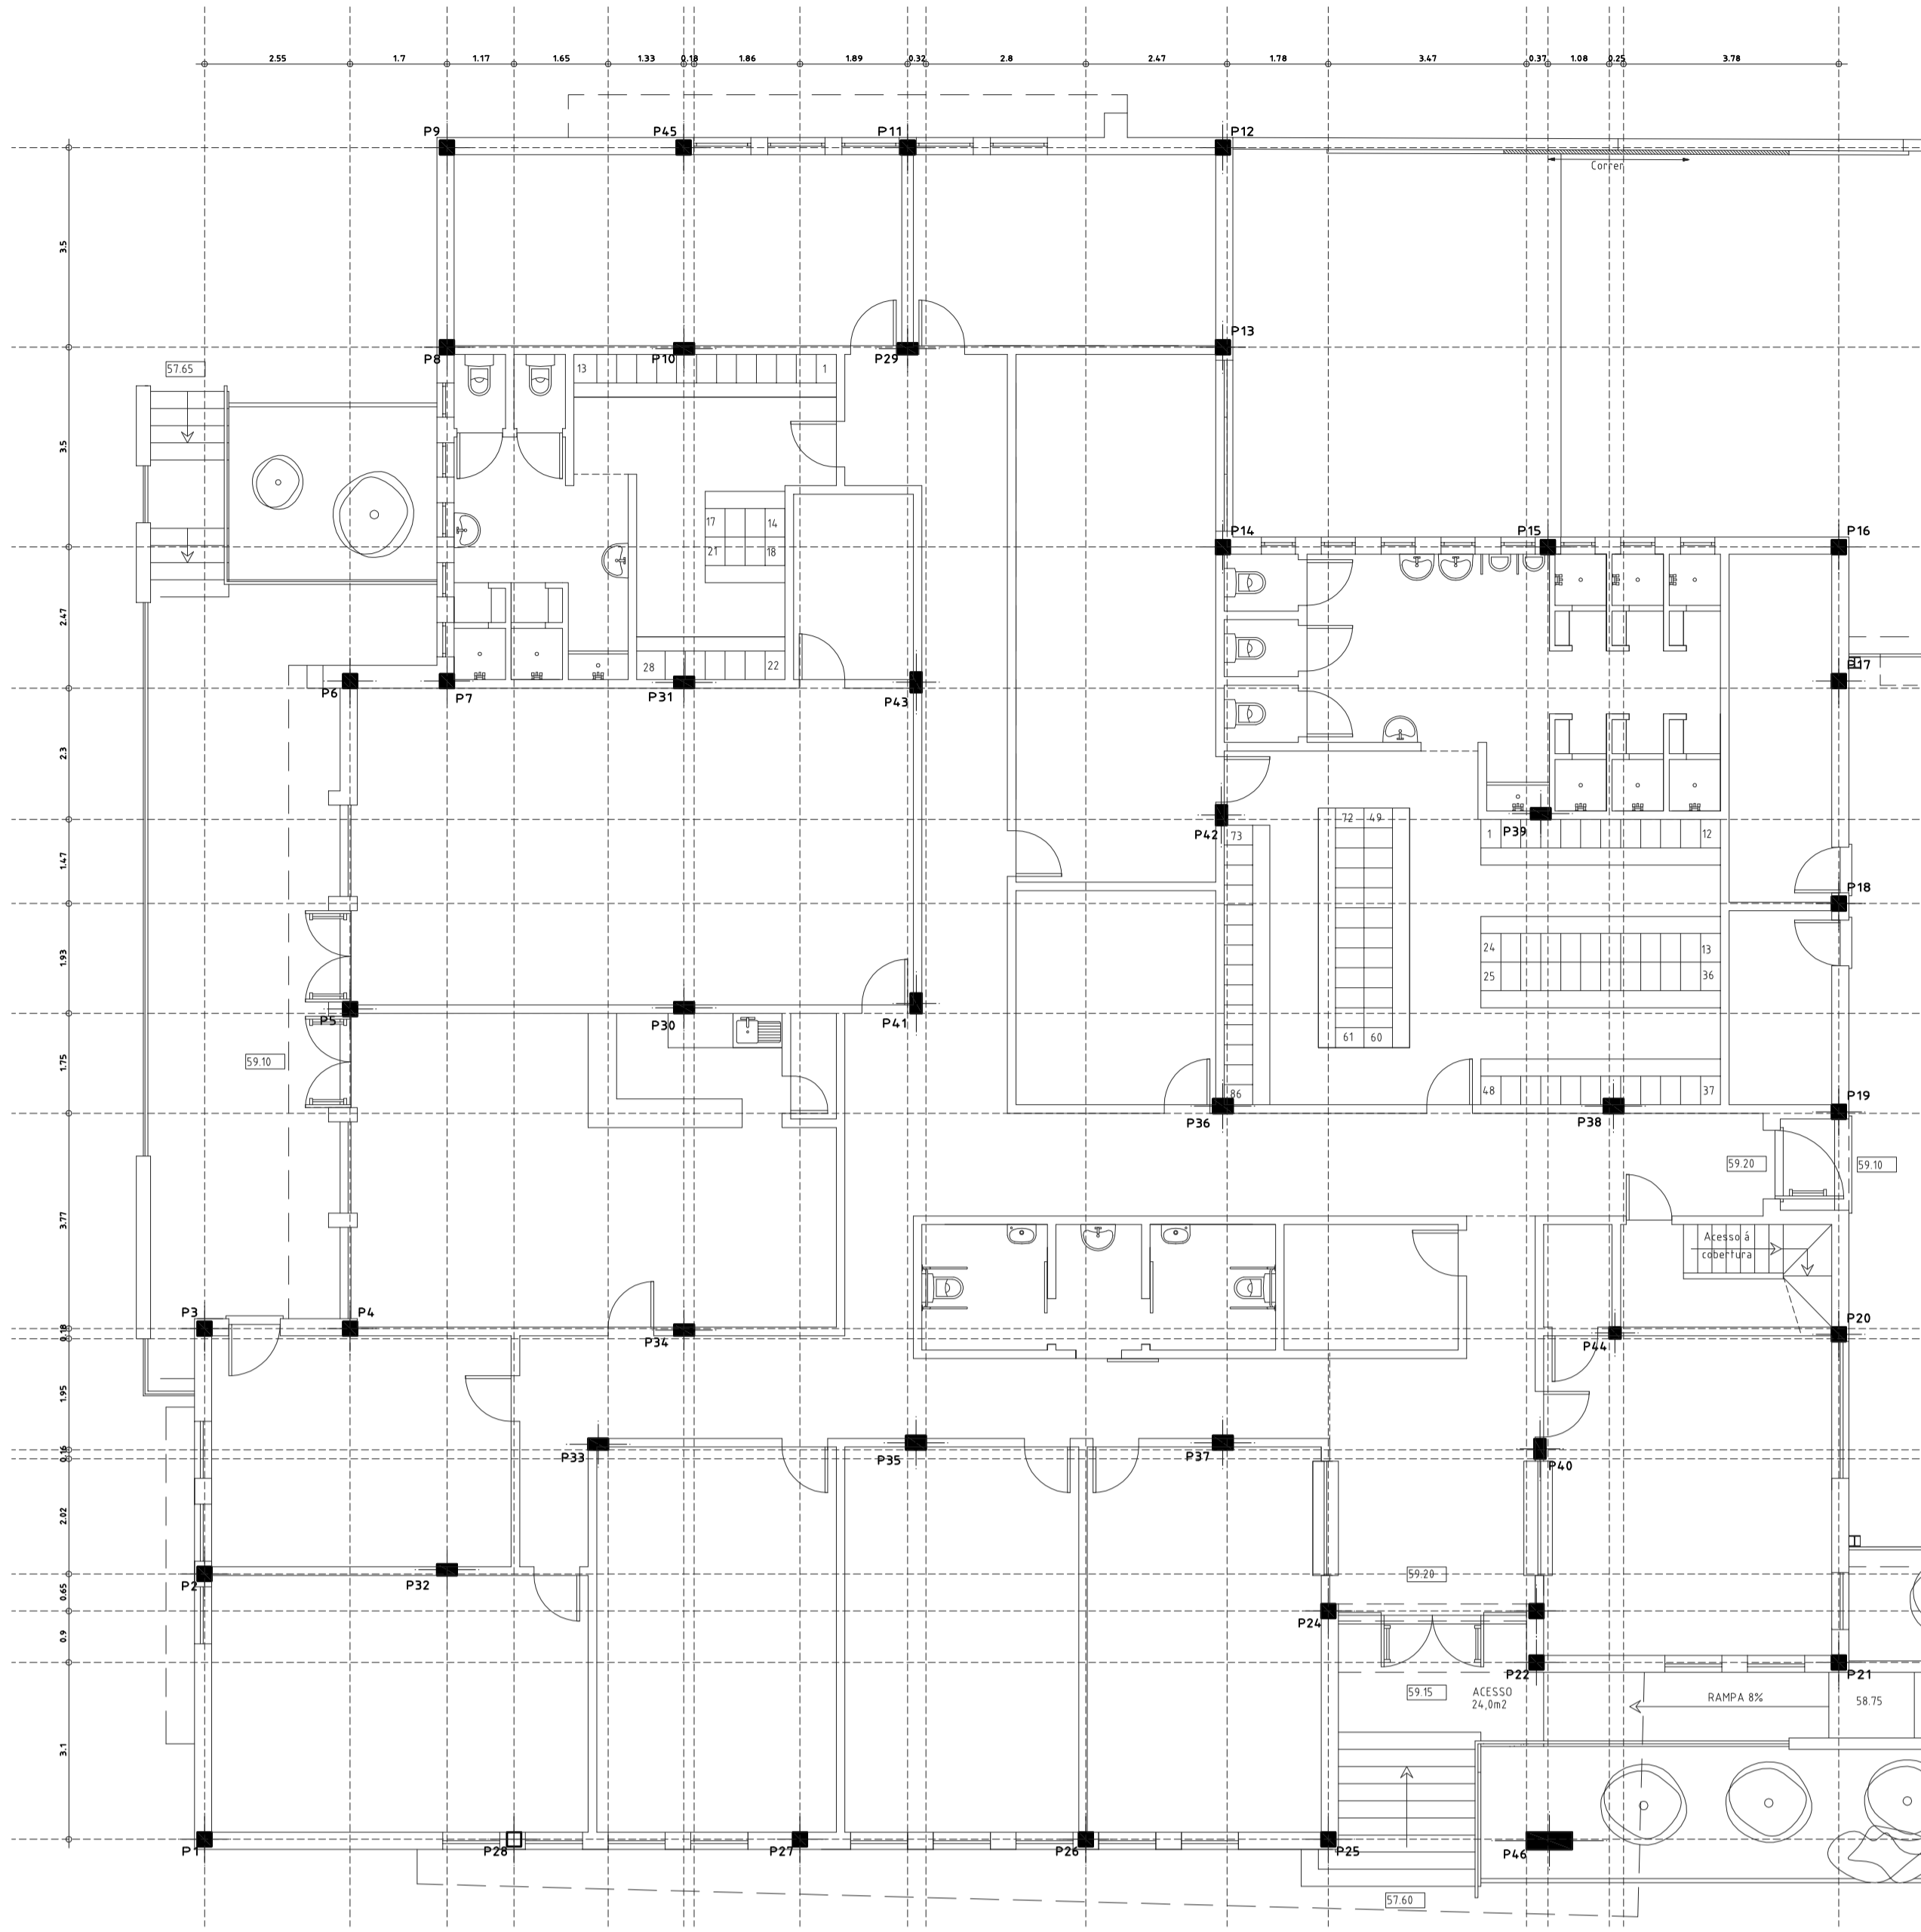 2.55 1.7 1.17 1.65 1.33 0.18 1.86 1.89 0.32 2.8 2.47 1.78 3.47 0.37 1.08 0.25 3.78
P9 P45 P11 P12
Correr
3.5
P13
P8 P10 P29
57.65
13 1
3.5
17 14
21 18
P14 P15 P16
2.47
28 22
P17
P6 P7 P31 P43
2.3
72 49
P42 73 P39 1 12
1.47
P18
24 13
1.93
25 36
P5 P30 P41
61 60
59.10
1.75
48 37
86
P36 P38 P19
59.20 59.10
3.77
Acesso á
cobertura
P3 P4 P20
0.18
P34 P44
1.95
0.16
P33 P35 P37 P40
2.02
59.20
P2 P32
0.65
P24
0.9
P22 P21
59.15 ACESSO
24,0m2
RAMPA 8%
58.75
3.1
P1 P28 P27 P26 P25 P46
57.60